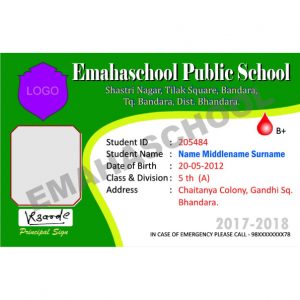 LOGO
Emahaschool Public School
Shastri Nagar, Tilak Square, Bandara,
Tq. Bandara, Dist. Bhandara.
B+
Student ID : 205484
Student Name : Name Middlename Surname
Date of Birth : 20-05-2012
Class & Division : 5 th (A)
Address : Chaitanya Colony, Gandhi Sq.
Bhandara.
EMAHASCHOOL
Principal Sign
2017-2018
IN CASE OF EMERGENCY PLEASE CALL - 98XXXXXXXX78